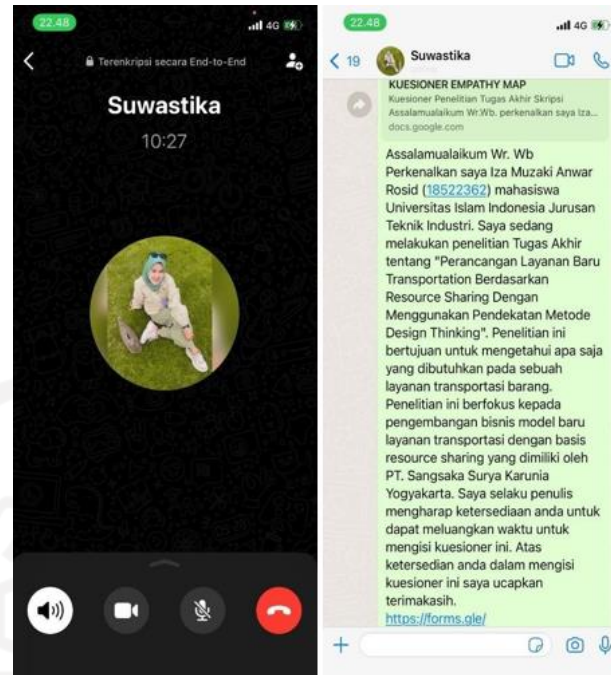 22.48
4G
Terenkripsi secara End-to-End
Suwastika
10:27
22.48
4G
19
Suwastika
KUESIONER EMPATHY MAP
Kuesioner Penelitian Tugas Akhir Skripsi
Assalamualaikum Wr.Wb. perkenalkan saya Iza...
docs.google.com
Assalamualaikum Wr. Wb
Perkenalkan saya Iza Muzaki Anwar
Rosid (18522362) mahasiswa
Universitas Islam Indonesia Jurusan
Teknik Industri. Saya sedang
melakukan penelitian Tugas Akhir
tentang "Perancangan Layanan Baru
Transportation Berdasarkan
Resource Sharing Dengan
Menggunakan Pendekatan Metode
Design Thinking". Penelitian ini
bertujuan untuk mengetahui apa saja
yang dibutuhkan pada sebuah
layanan transportasi barang.
Penelitian ini berfokus kepada
pengembangan bisnis model baru
layanan transportasi dengan basis
resource sharing yang dimiliki oleh
PT. Sangsaka Surya Karunia
Yogyakarta. Saya selaku penulis
mengharap ketersediaan anda untuk
dapat meluangkan waktu untuk
mengisi kuesioner ini. Atas
ketersedian anda dalam mengisi
kuesioner ini saya ucapkan
terimakasih.
https://forms.gle/